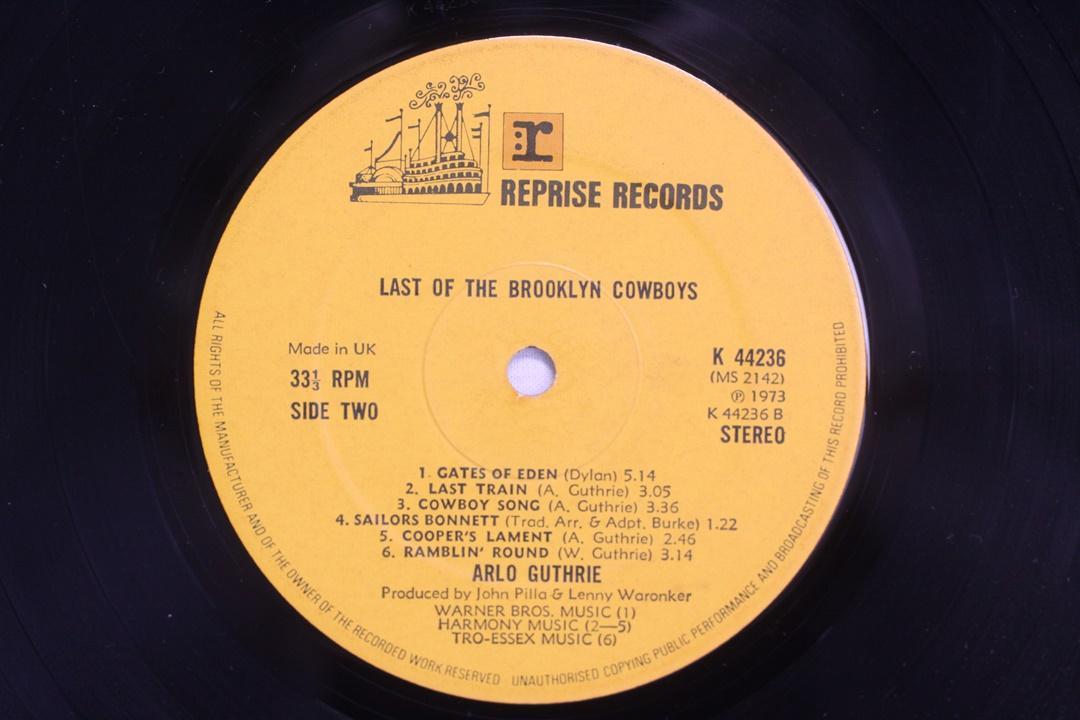 r
REPRISE RECORDS
LAST OF THE BROOKLYN COWBOYS
Made in UK
33⅓ RPM
SIDE TWO
K 44236
(MS 2142)
℗ 1973
K 44236 B
STEREO
1. GATES OF EDEN (Dylan) 5.14
2. LAST TRAIN (A. Guthrie) 3.05
3. COWBOY SONG (A. Guthrie) 3.36
4. SAILORS BONNETT (Trad. Arr. & Adpt. Burke) 1.22
5. COOPER'S LAMENT (A. Guthrie) 2.46
6. RAMBLIN' ROUND (W. Guthrie) 3.14
ARLO GUTHRIE
Produced by John Pilla & Lenny Waronker
WARNER BROS. MUSIC (1)
HARMONY MUSIC (2—5)
TRO-ESSEX MUSIC (6)
ALL RIGHTS OF THE MANUFACTURER AND OF THE OWNER OF THE RECORDED WORK RESERVED UNAUTHORISED COPYING PUBLIC PERFORMANCE AND BROADCASTING OF THIS RECORD PROHIBITED